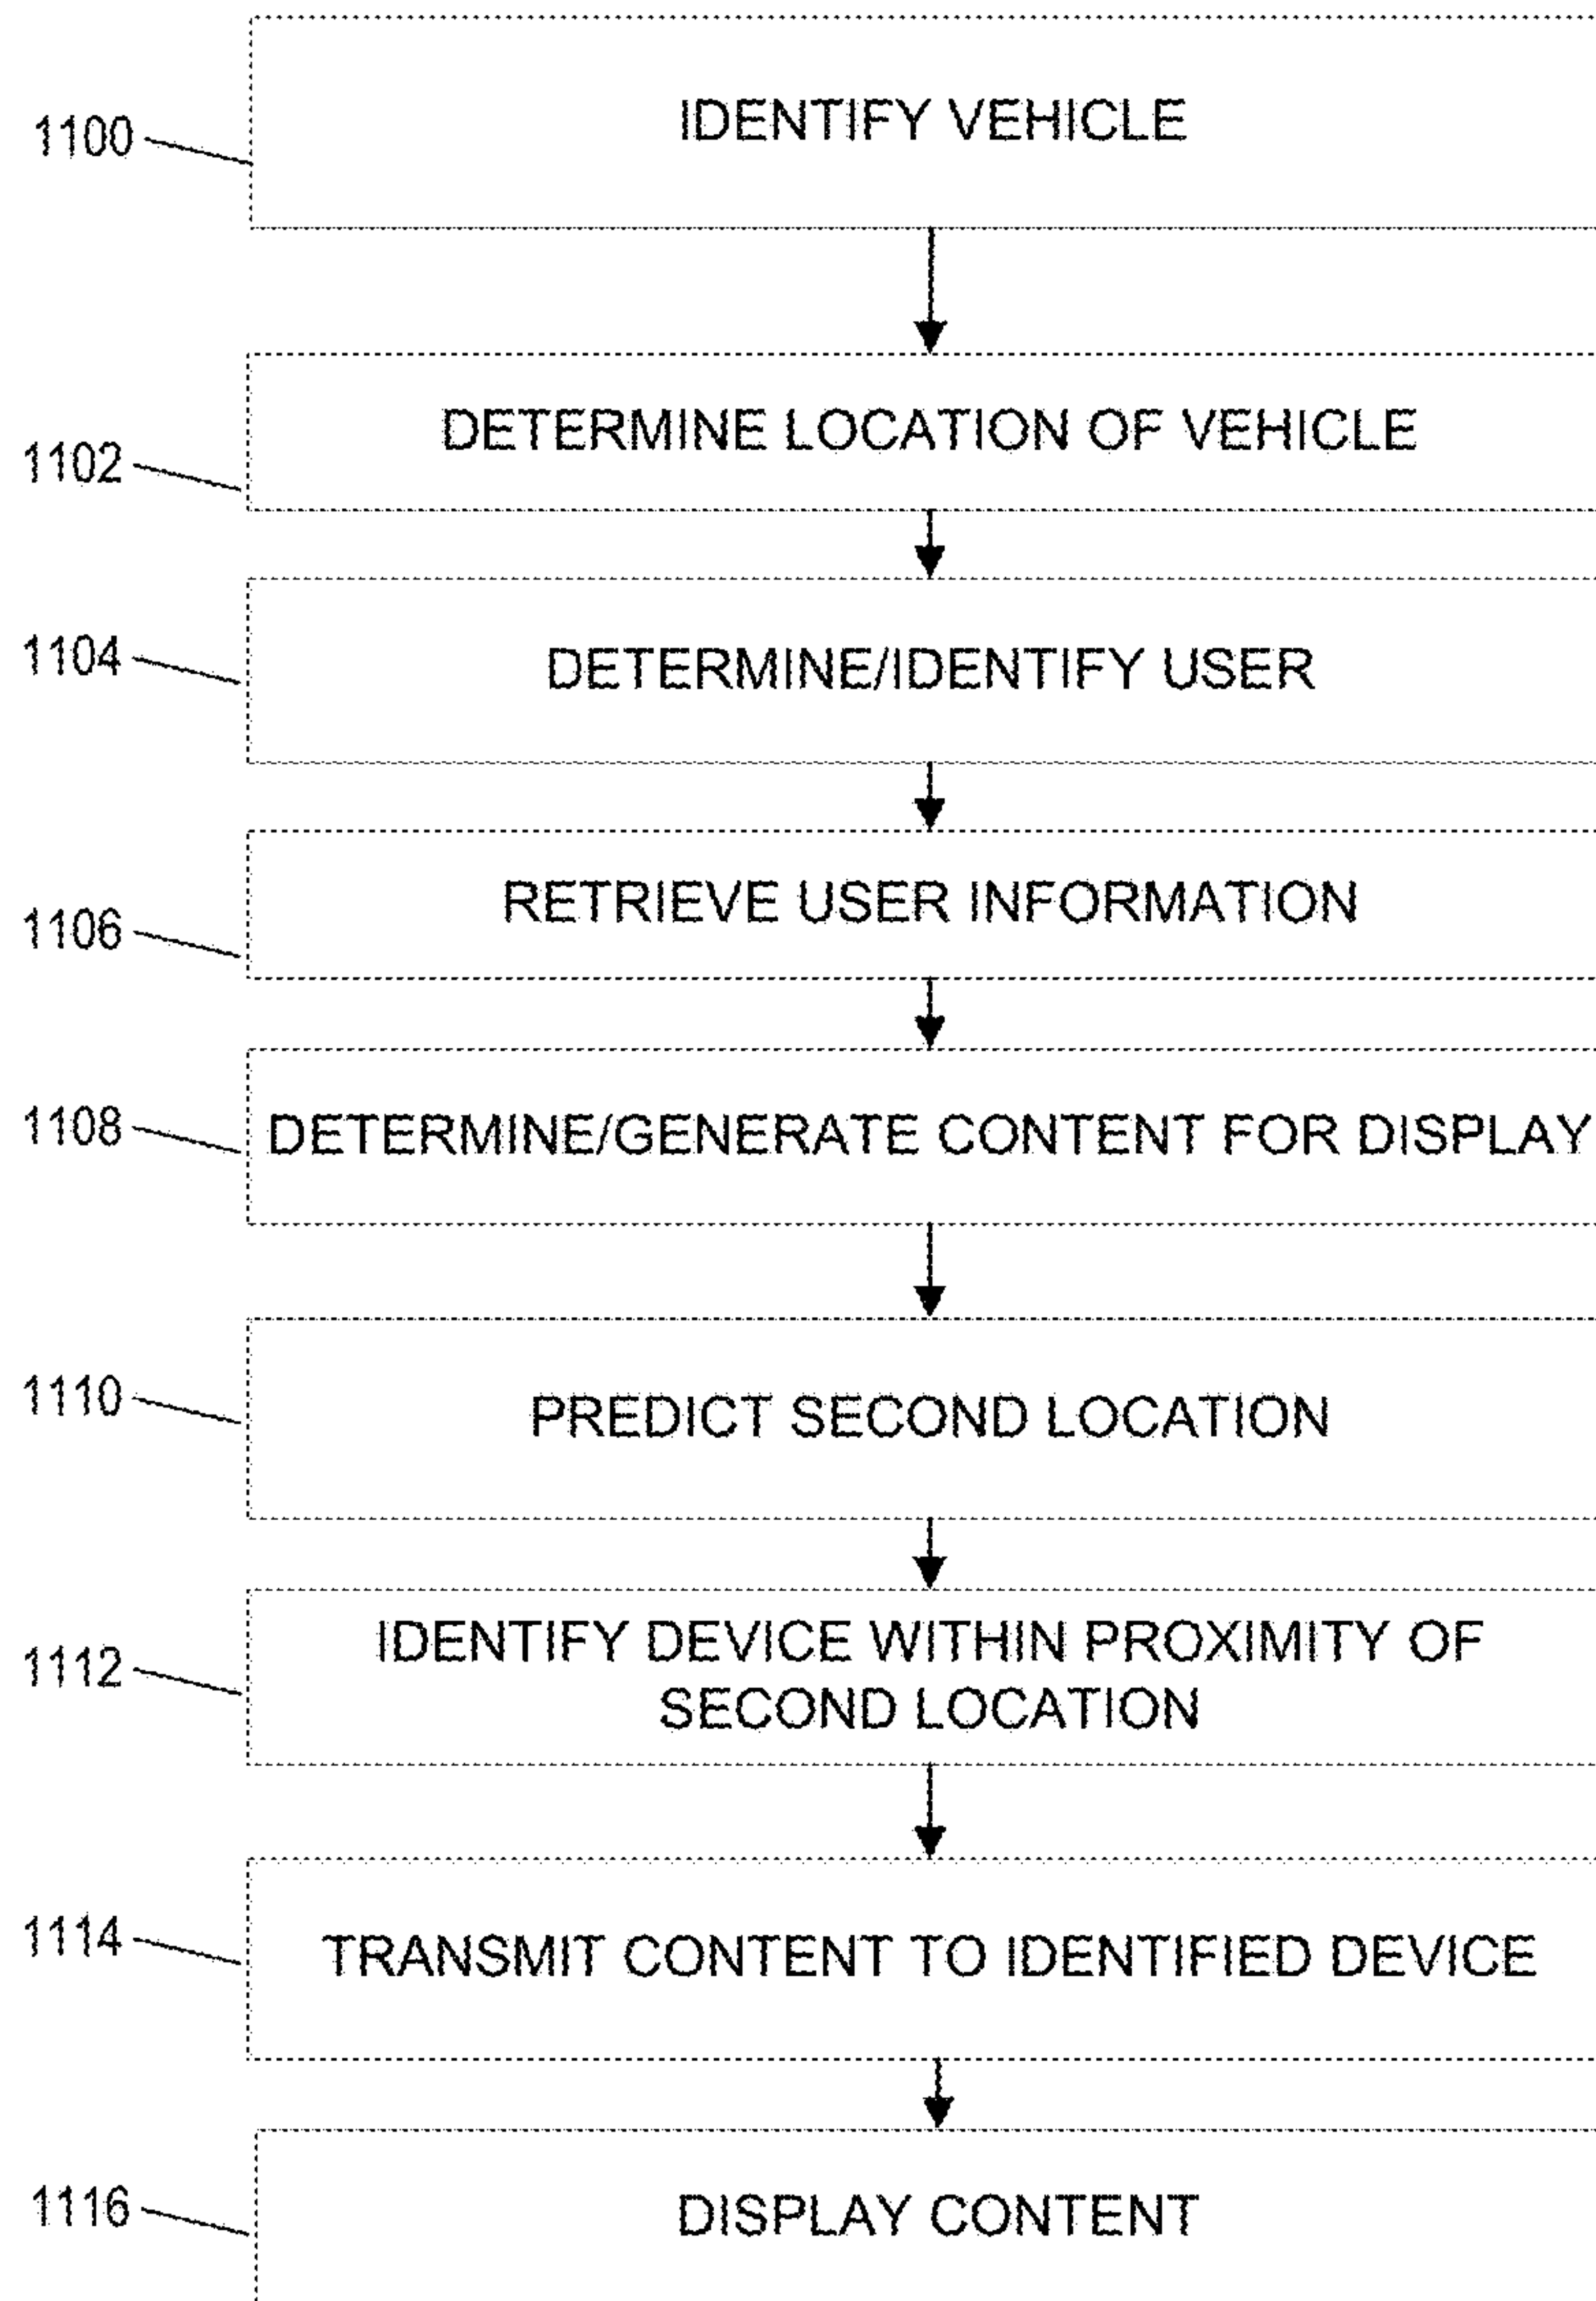 IDENTIFY VEHICLE
1100
DETERMINE LOCATION OF VEHICLE
1102
DETERMINE/IDENTIFY USER
1104
RETRIEVE USER INFORMATION
1106
DETERMINE/GENERATE CONTENT FOR DISPLAY
1108
PREDICT SECOND LOCATION
1110
IDENTIFY DEVICE WITHIN PROXIMITY OF
SECOND LOCATION
1112
TRANSMIT CONTENT TO IDENTIFIED DEVICE
1114
DISPLAY CONTENT
1116